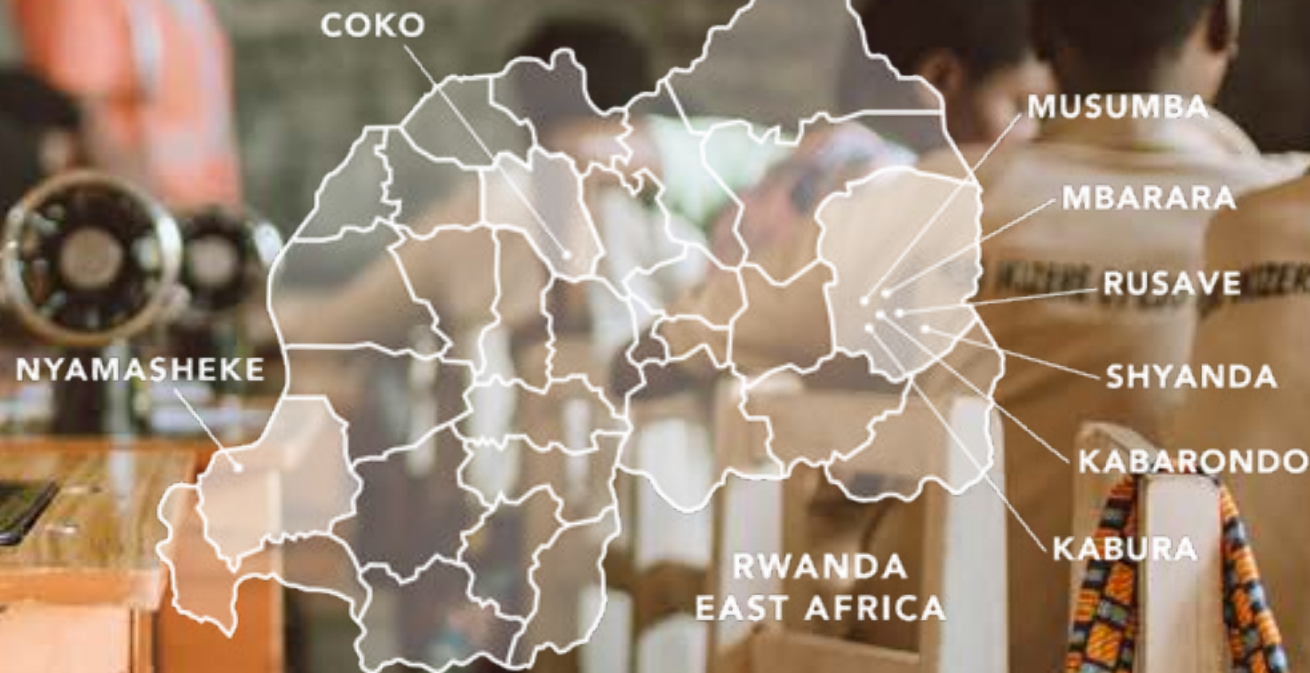 COKO
MUSUMBA
MBARARA
RUSAVE
NYAMASHEKE
SHYANDA
KABARONDO
KABURA
RWANDA
EAST AFRICA